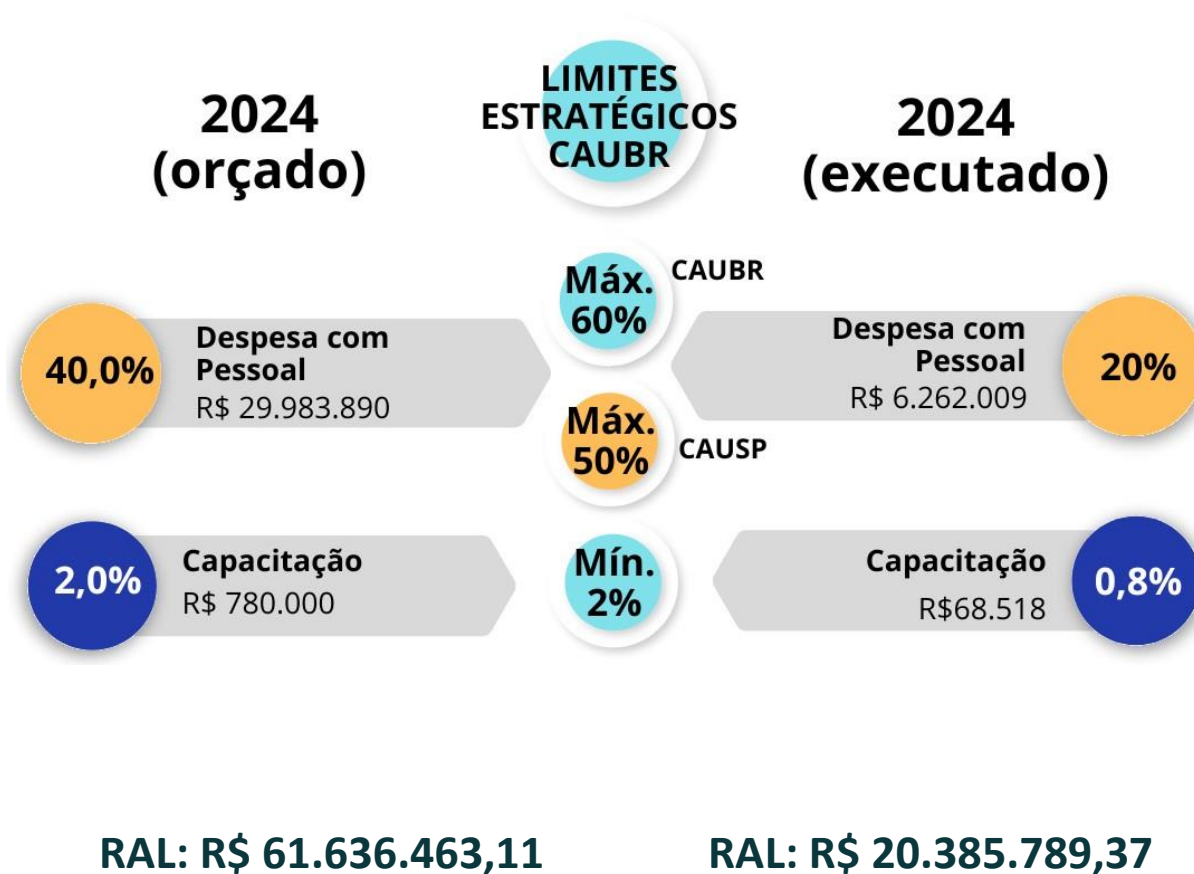 LIMITES
ESTRATÉGICOS
CAUBR
2024
(orçado)
2024
(executado)
Máx.
60%
CAUBR
40,0%
Despesa com
Pessoal
R$ 29.983.890
Despesa com
Pessoal
R$ 6.262.009
20%
Máx.
50%
CAUSP
2,0%
Capacitação
R$ 780.000
Mín.
2%
Capacitação
R$68.518
0,8%
RAL: R$ 61.636.463,11
RAL: R$ 20.385.789,37